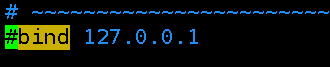 # ~ ~ ~ ~ ~ ~ ~ ~ ~ ~ ~ ~ ~ ~ ~ ~ ~ ~ ~ ~ ~ ~
#bind 127.0.0.1